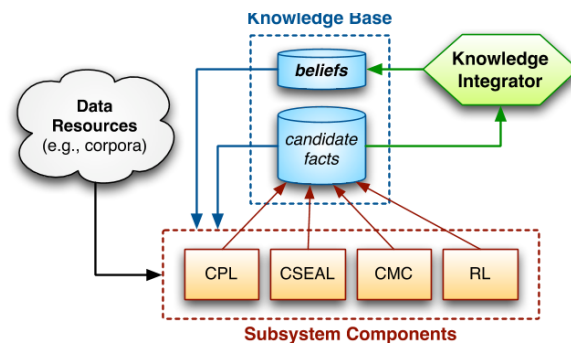 Knowledge Base
beliefs
Knowledge
Integrator
Data
Resources
(e.g., corpora)
candidate
facts
CPL
CSEAL
CMC
RL
Subsystem Components